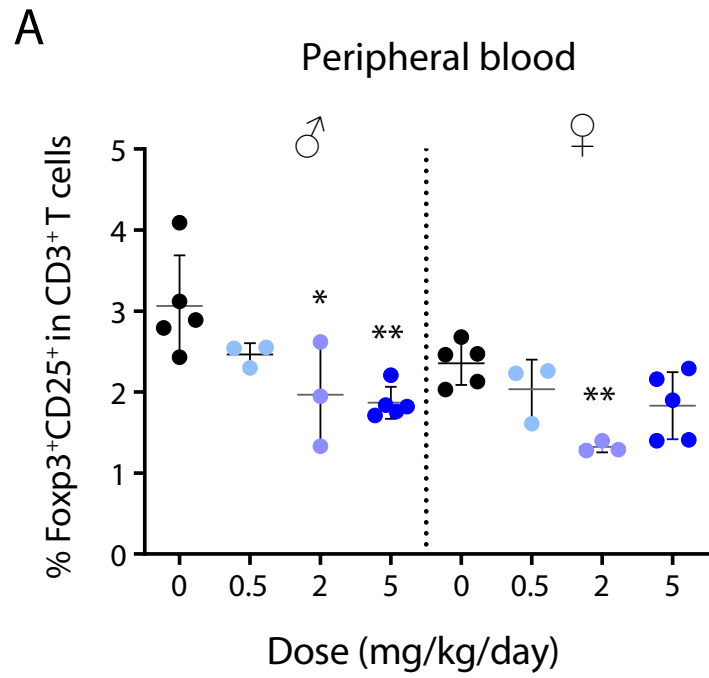 A
Peripheral blood
♂ ♀
% Foxp3⁺CD25⁺ in CD3⁺ T cells
5
4
3
2
1
0
* ** ** 
0 0.5 2 5 0 0.5 2 5
Dose (mg/kg/day)